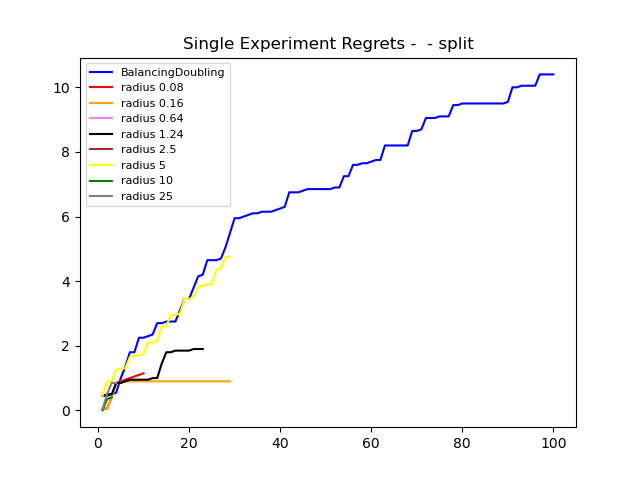 Single Experiment Regrets -  - split
BalancingDoubling
radius 0.08
radius 0.16
radius 0.64
radius 1.24
radius 2.5
radius 5
radius 10
radius 25
10
8
6
4
2
0
0 20 40 60 80 100